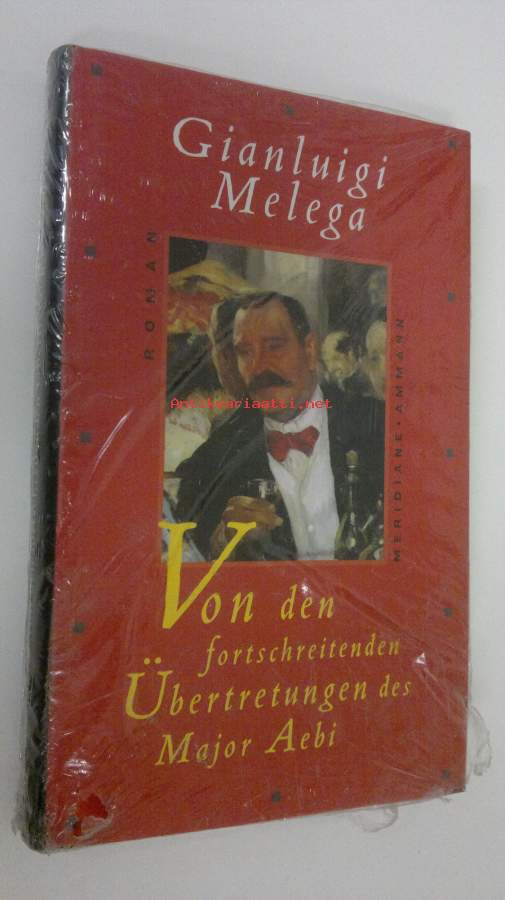 Gianluigi
Melega
ROMAN
Antikvariaatti.net
MERIDIANE • AMMANN
Von den
fortschreitenden
Übertretungen des
Major Aebi